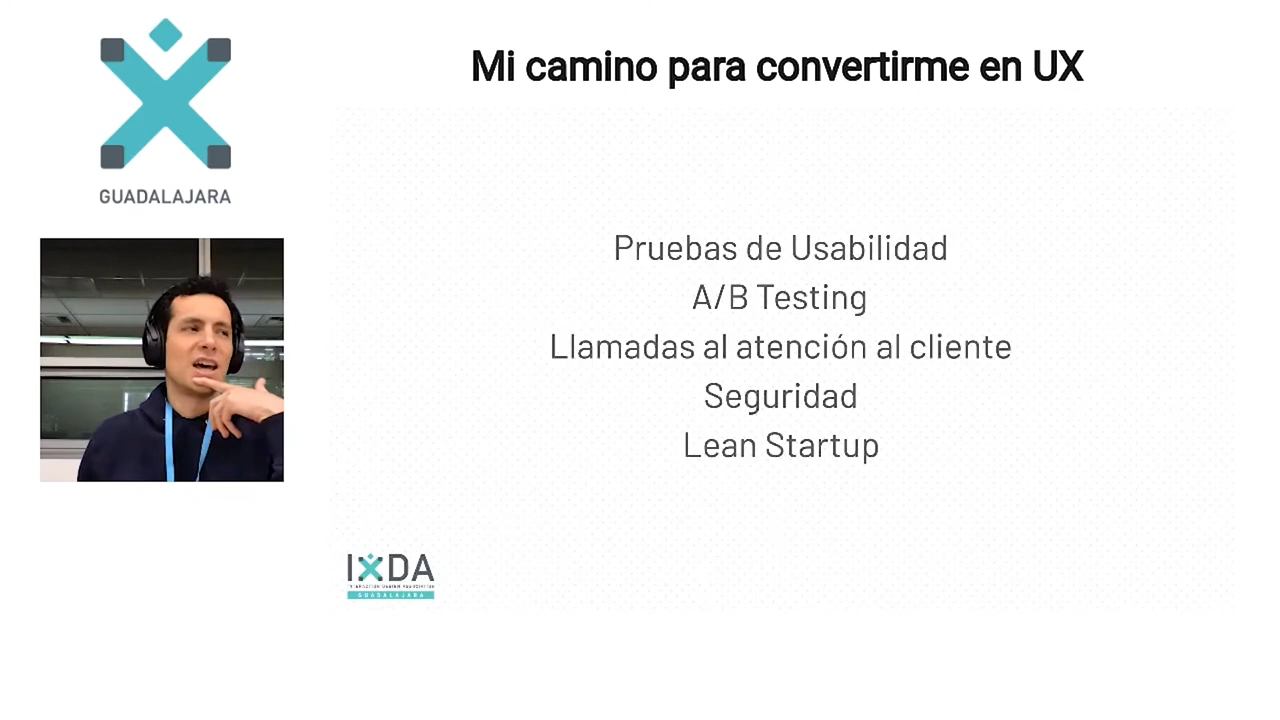 GUADALAJARA
Mi camino para convertirme en UX
Pruebas de Usabilidad
A/B Testing
Llamadas al atención al cliente
Seguridad
Lean Startup
IXDA
GUADALAJARA